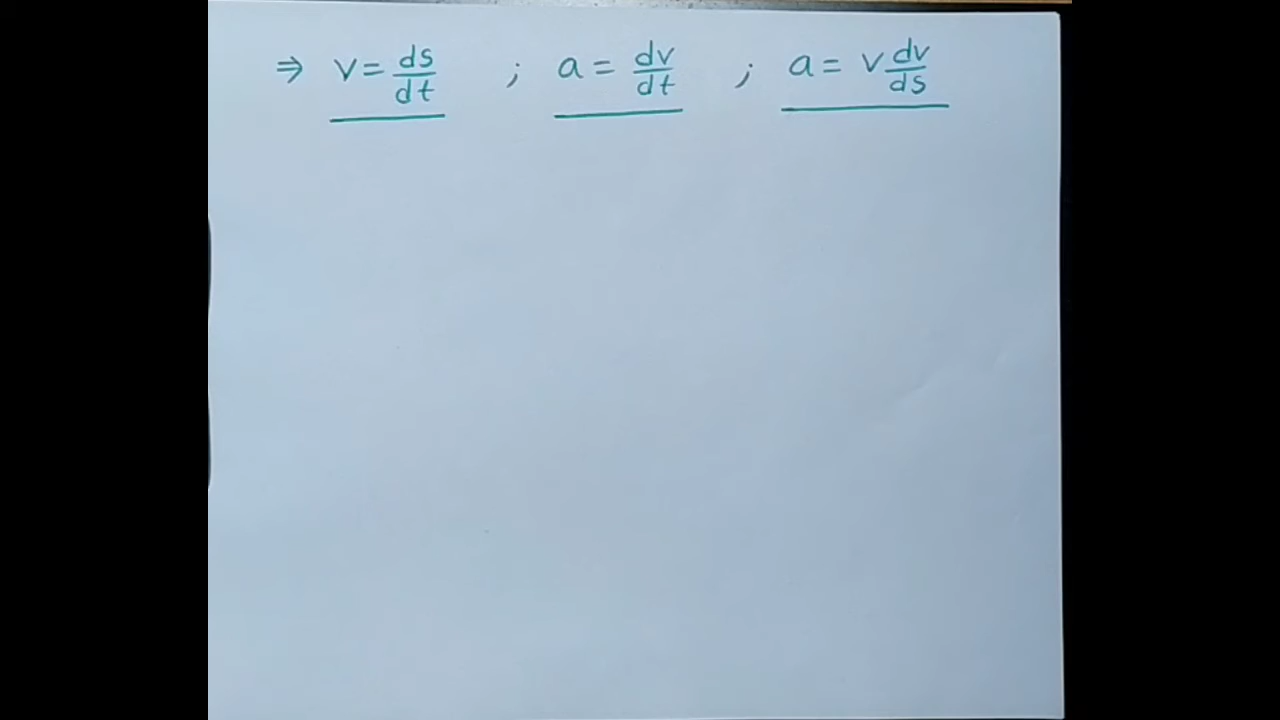 ⇒ v = ds/dt ; a = dv/dt ; a = v dv/ds